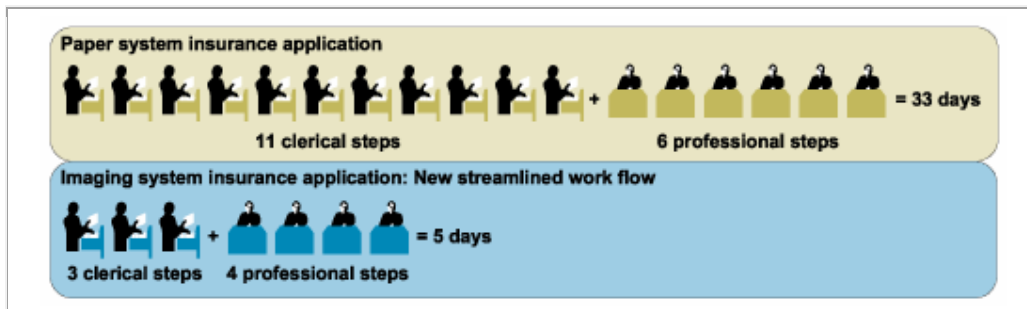 Paper system insurance application
+ = 33 days
11 clerical steps 6 professional steps
Imaging system insurance application: New streamlined work flow
+ = 5 days
3 clerical steps 4 professional steps